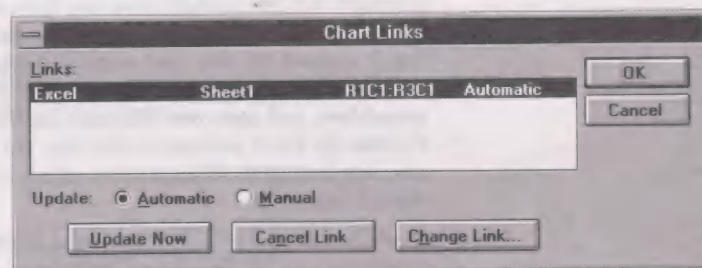 Chart Links
Links:
Excel Sheet1 R1C1:R3C1 Automatic
OK
Cancel
Update: Automatic Manual
Update Now Cancel Link Change Link...